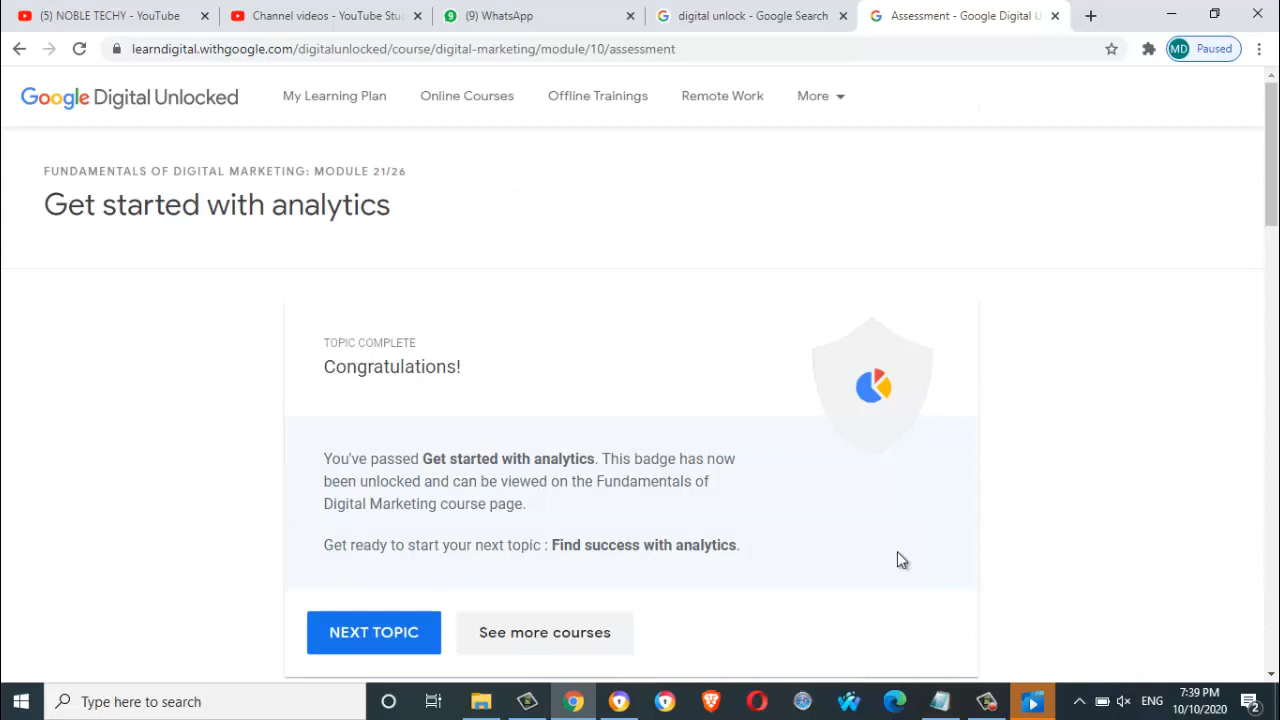 (5) NOBLE TECHY - YouTube
Channel videos - YouTube Stu
(9) WhatsApp
digital unlock - Google Search
Assessment - Google Digital U
learndigital.withgoogle.com/digitalunlocked/course/digital-marketing/module/10/assessment
MD Paused
Google Digital Unlocked
My Learning Plan
Online Courses
Offline Trainings
Remote Work
More
FUNDAMENTALS OF DIGITAL MARKETING: MODULE 21/26
Get started with analytics
TOPIC COMPLETE
Congratulations!
You've passed Get started with analytics. This badge has now
been unlocked and can be viewed on the Fundamentals of
Digital Marketing course page.
Get ready to start your next topic : Find success with analytics.
NEXT TOPIC
See more courses
Type here to search
ENG
7:39 PM
10/10/2020
2